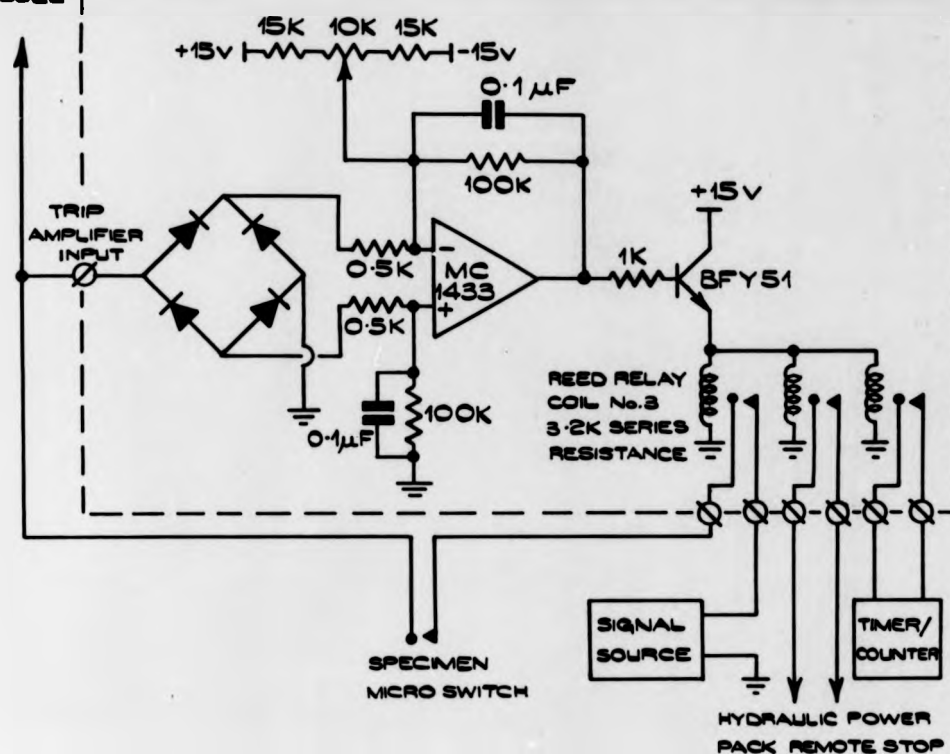 15K 10K 15K
+15v -15v
0·1 µF
100K
+15v
TRIP
AMPLIFIER
INPUT
0·5K
-
MC
1433
+
0·5K
1K
BFY51
REED RELAY
COIL No.3
3·2K SERIES
RESISTANCE
100K
0·1µF
SIGNAL
SOURCE
TIMER/
COUNTER
SPECIMEN
MICRO SWITCH
HYDRAULIC POWER
PACK REMOTE STOP